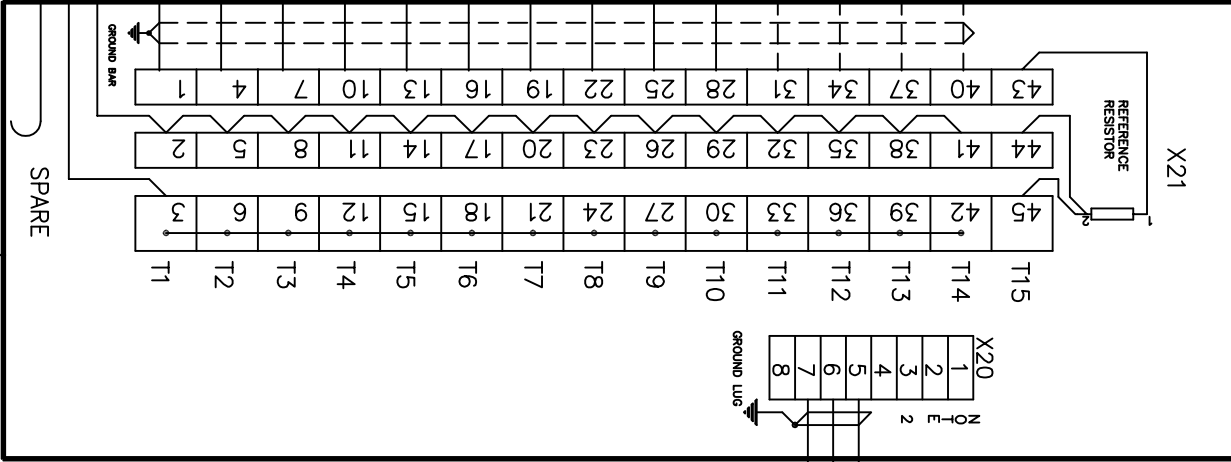 GROUND BAR
1 4 7 10 13 16 19 22 25 28 31 34 37 40 43
2 5 8 11 14 17 20 23 26 29 32 35 38 41 44
3 6 9 12 15 18 21 24 27 30 33 36 39 42 45
T1 T2 T3 T4 T5 T6 T7 T8 T9 T10 T11 T12 T13 T14 T15
SPARE
REFERENCE
RESISTOR
X21
1
2
GROUND LUG
8 7 6 5 4 3 2 1
X20
NOTE 2